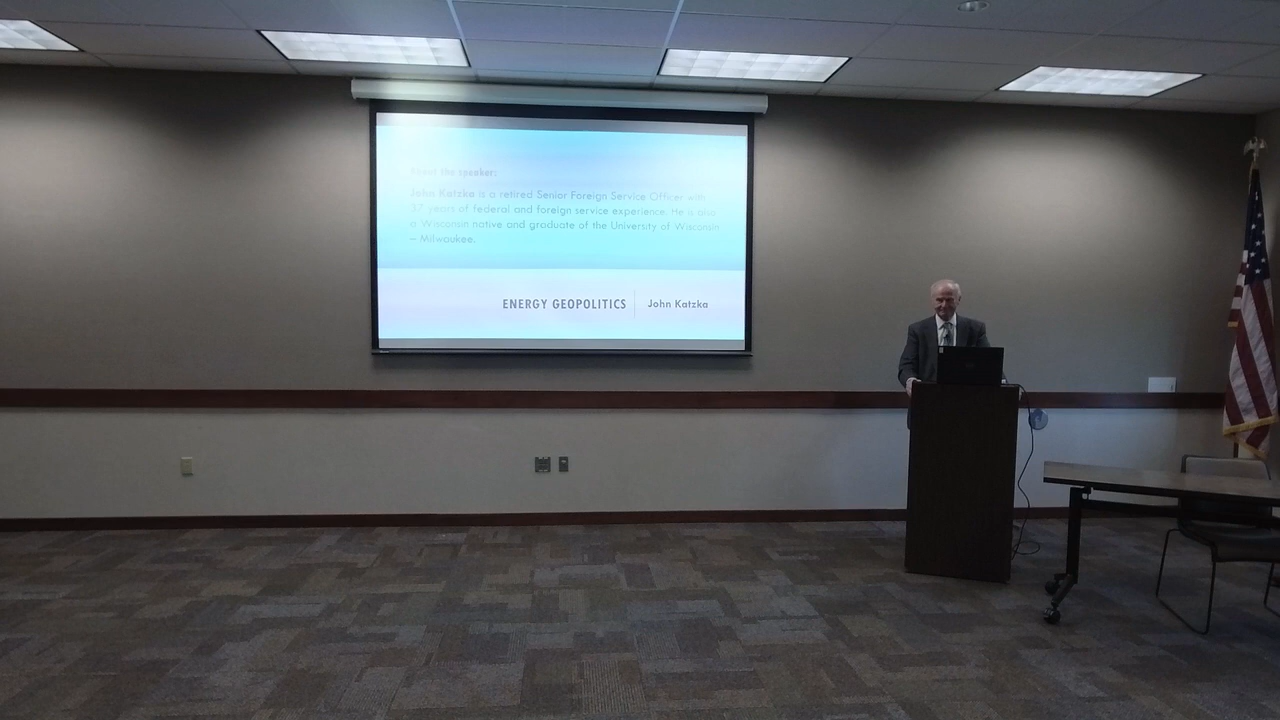 About the speaker:
John Katzka is a retired Senior Foreign Service Officer with
37 years of federal and foreign service experience. He is also
a Wisconsin native and graduate of the University of Wisconsin
– Milwaukee.
ENERGY GEOPOLITICS
John Katzka